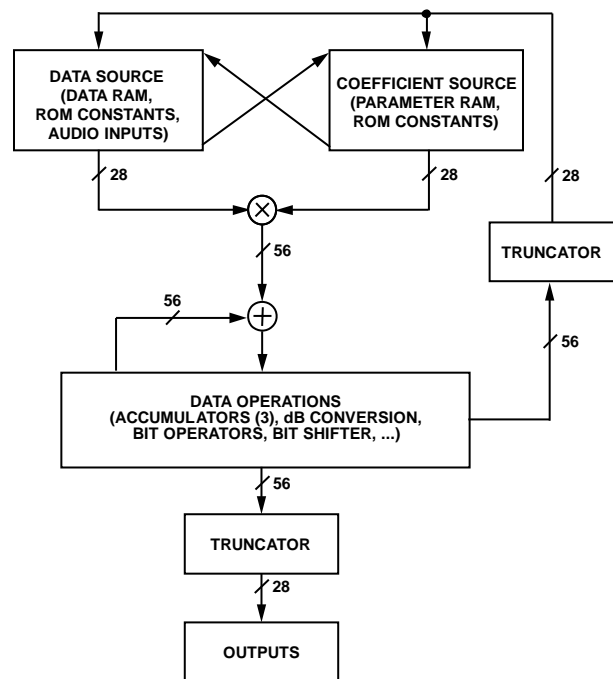 DATA SOURCE
(DATA RAM,
ROM CONSTANTS,
AUDIO INPUTS)
COEFFICIENT SOURCE
(PARAMETER RAM,
ROM CONSTANTS)
28
28
28
TRUNCATOR
56
56
56
DATA OPERATIONS
(ACCUMULATORS (3), dB CONVERSION,
BIT OPERATORS, BIT SHIFTER, ...)
56
TRUNCATOR
28
OUTPUTS